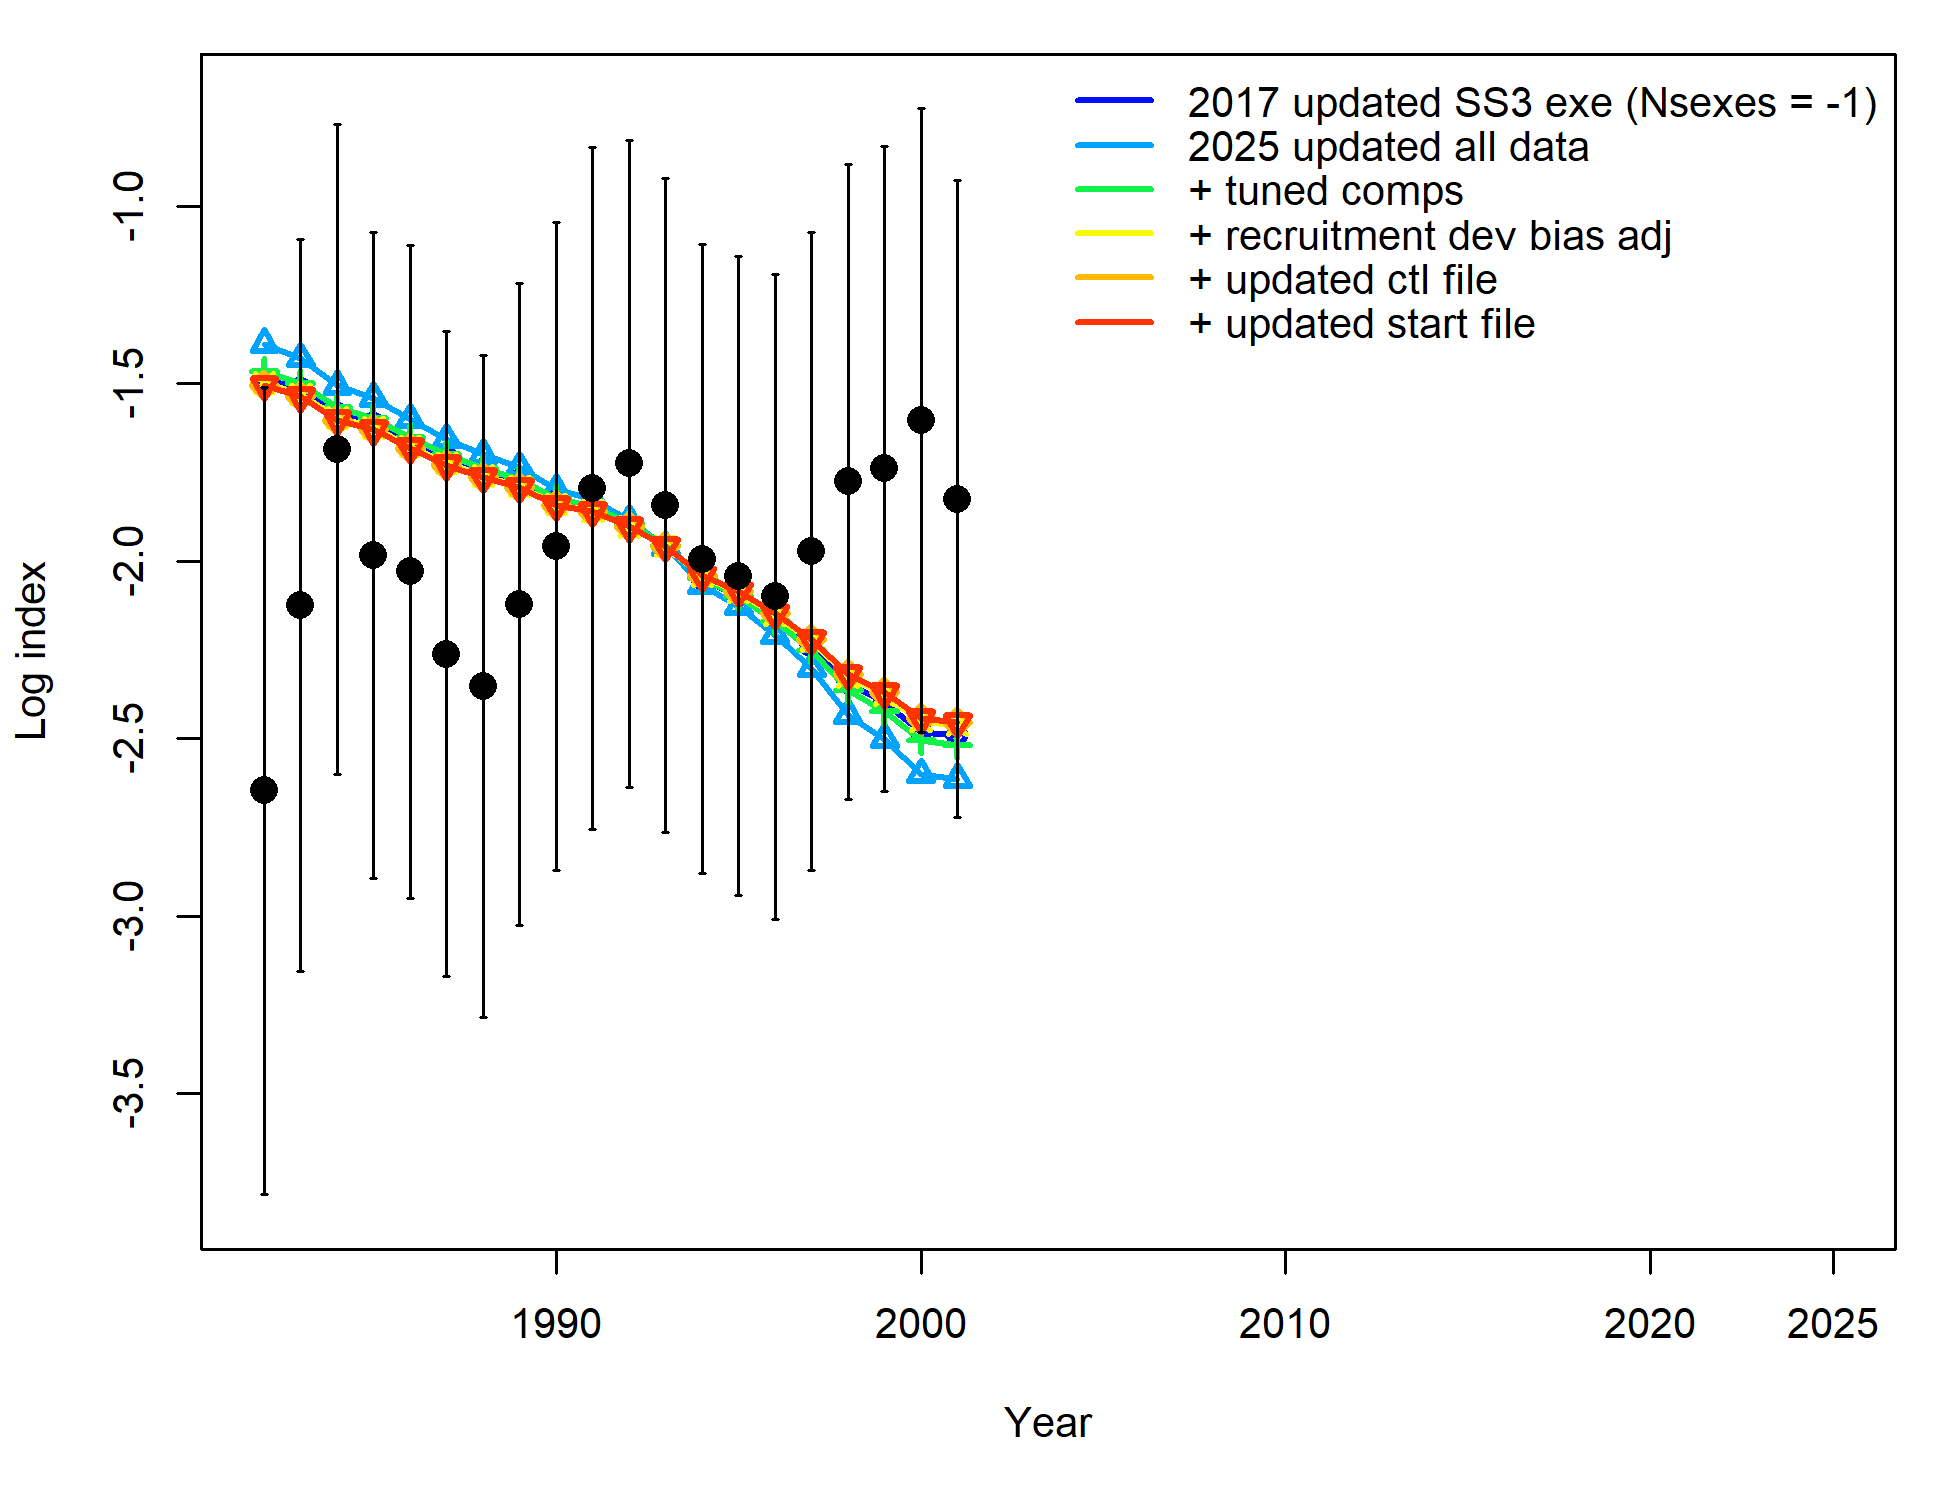 2017 updated SS3 exe (Nsexes = -1)
2025 updated all data
+ tuned comps
+ recruitment dev bias adj
+ updated ctl file
+ updated start file
Log index
-1.0
-1.5
-2.0
-2.5
-3.0
-3.5
1990 2000 2010 2020 2025
Year